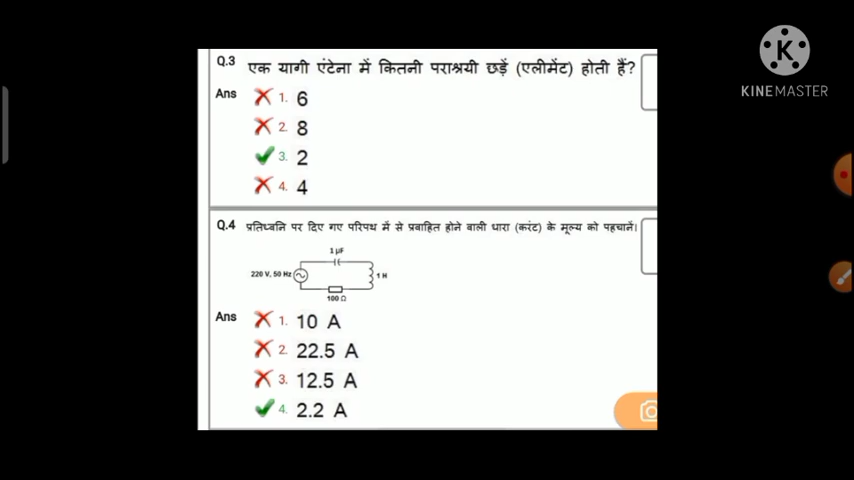 KINEMASTER
Q.3 एक यागी एंटेना में कितनी पराश्रयी छड़ें (एलीमेंट) होती हैं?
Ans 1. 6
2. 8
3. 2
4. 4
Q.4 प्रतिध्वनि पर दिए गए परिपथ में से प्रवाहित होने वाली धारा (करंट) के मूल्य को पहचानें।
1 μF
220 V, 50 Hz
1 H
100 Ω
Ans 1. 10 A
2. 22.5 A
3. 12.5 A
4. 2.2 A